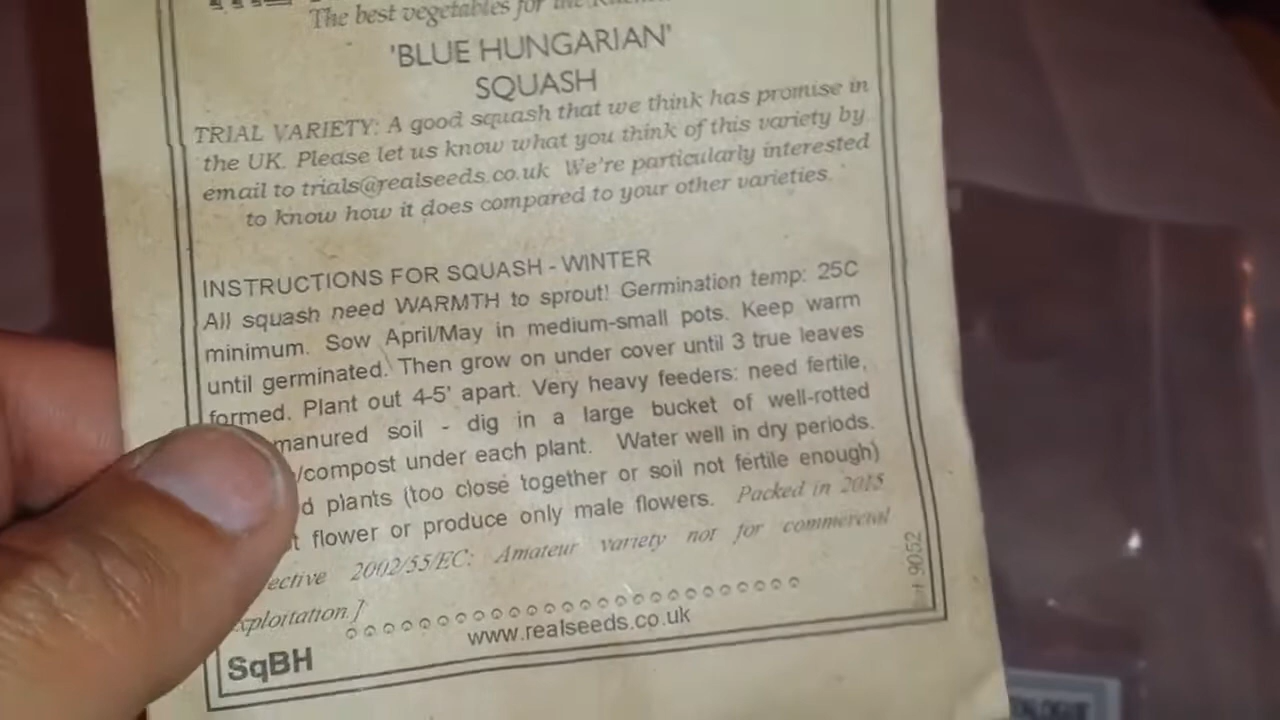 The best vegetables for the Kitchen
'BLUE HUNGARIAN'
SQUASH
TRIAL VARIETY: A good squash that we think has promise in
the UK. Please let us know what you think of this variety by
email to trials@realseeds.co.uk We're particularly interested
to know how it does compared to your other varieties.
INSTRUCTIONS FOR SQUASH - WINTER
All squash need WARMTH to sprout! Germination temp: 25C
minimum. Sow April/May in medium-small pots. Keep warm
until germinated. Then grow on under cover until 3 true leaves
formed. Plant out 4-5' apart. Very heavy feeders: need fertile,
manured soil - dig in a large bucket of well-rotted
/compost under each plant. Water well in dry periods.
d plants (too close together or soil not fertile enough)
t flower or produce only male flowers. Packed in 2015
ective 2002/55/EC: Amateur variety not for commercial
xploitation.]
www.realseeds.co.uk
SqBH
9052